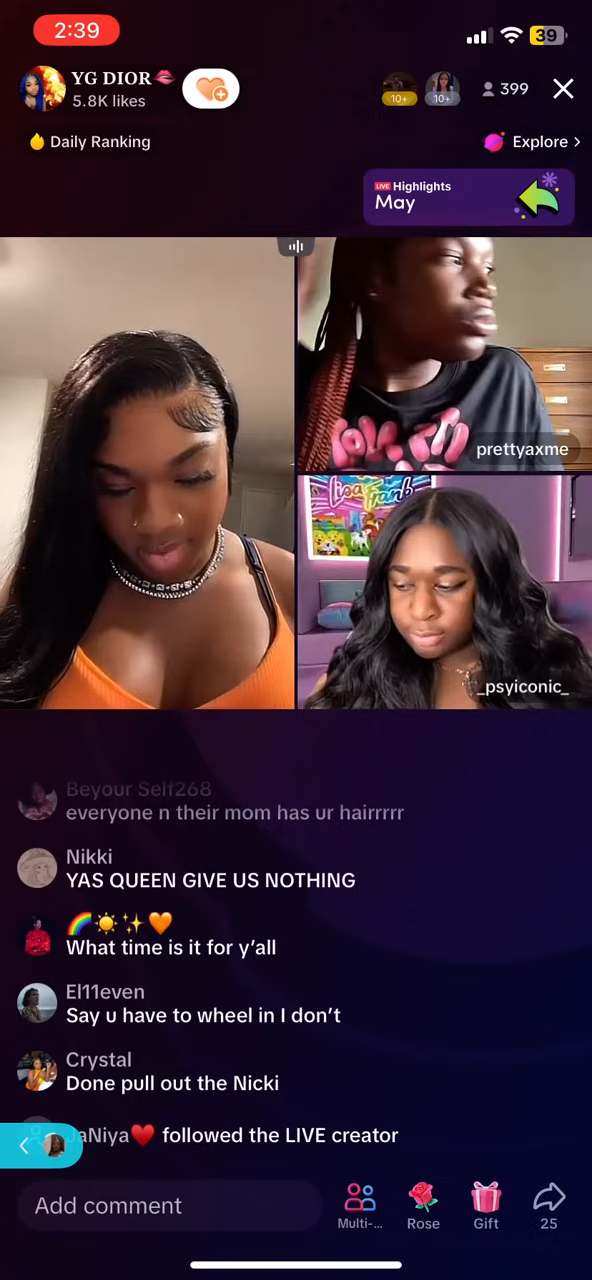 2:39
39
YG DIOR💋
5.8K likes
10+
10+
399
Daily Ranking
Explore >
LIVE Highlights
May
prettyaxme
Lisa Frank
_psyiconic_
Beyour Self268
everyone n their mom has ur hairrrrr
Nikki
YAS QUEEN GIVE US NOTHING
🌈☀️✨🧡
What time is it for y’all
El11even
Say u have to wheel in I don’t
Crystal
Done pull out the Nicki
JaNiya❤️ followed the LIVE creator
Add comment
Multi-...
Rose
Gift
25